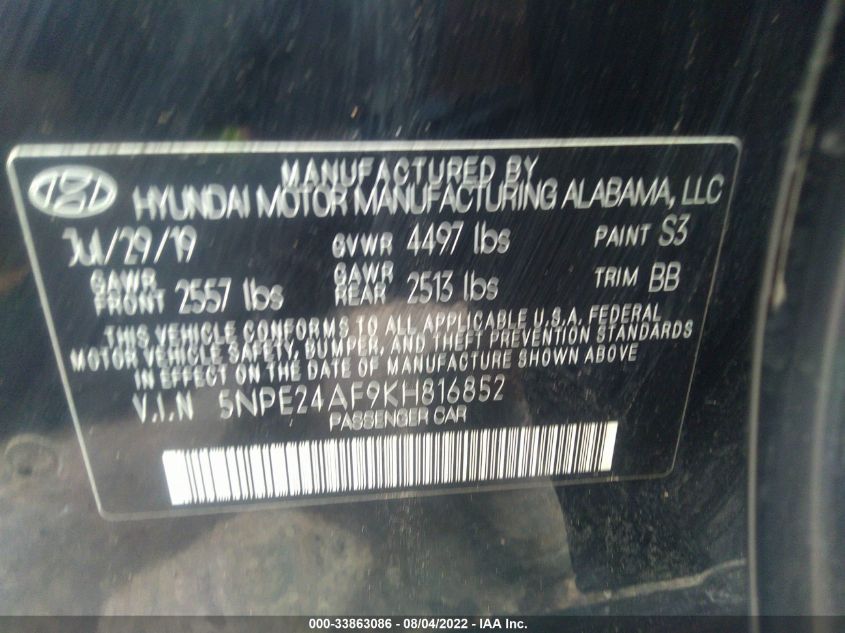 MANUFACTURED BY
HYUNDAI MOTOR MANUFACTURING ALABAMA, LLC
Jul/29/19 GVWR 4497 lbs PAINT S3
GAWR FRONT 2557 lbs GAWR REAR 2513 lbs TRIM BB
THIS VEHICLE CONFORMS TO ALL APPLICABLE U.S.A. FEDERAL
MOTOR VEHICLE SAFETY, BUMPER, AND THEFT PREVENTION STANDARDS
IN EFFECT ON THE DATE OF MANUFACTURE SHOWN ABOVE
V.I.N 5NPE24AF9KH816852
PASSENGER CAR
000-33863086 - 08/04/2022 - IAA Inc.